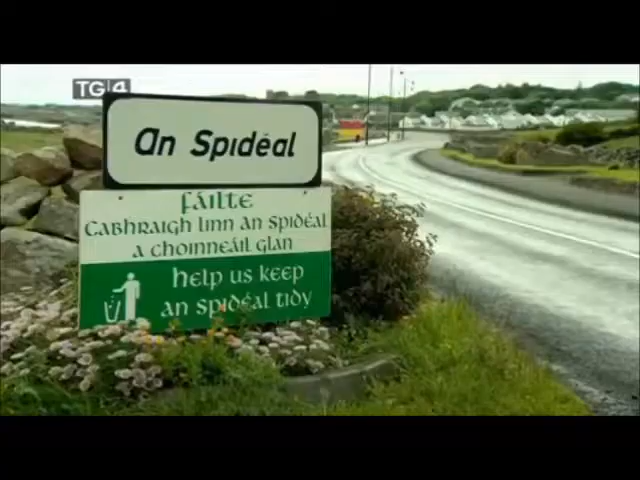 TG4
An Spidéal
fáilte
Cabhraigh linn an Spidéal
a choinneáil glan
help us keep
an spidéal tidy